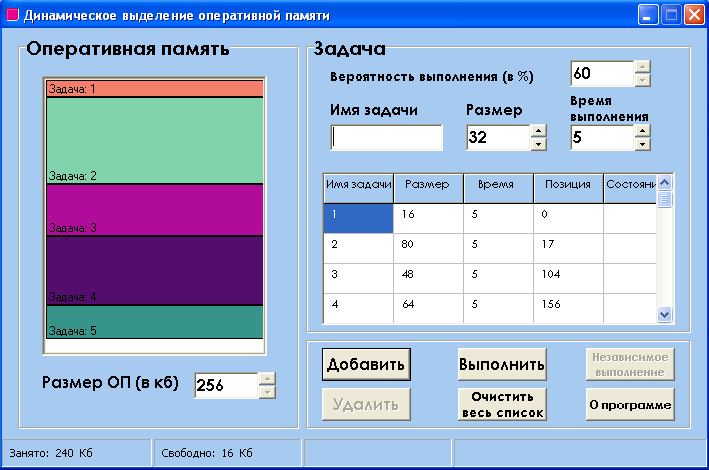 Динамическое выделение оперативной памяти
Оперативная память
Задача: 1
Задача: 2
Задача: 3
Задача: 4
Задача: 5
Размер ОП (в кб)
256
Задача
Вероятность выполнения (в %)
60
Имя задачи
Размер
32
Время
выполнения
5
Имя задачи Размер Время Позиция Состояни
1 16 5 0
2 80 5 17
3 48 5 104
4 64 5 156
Добавить
Выполнить
Независимое
выполнение
Удалить
Очистить
весь список
О программе
Занято: 240 Кб
Свободно: 16 Кб